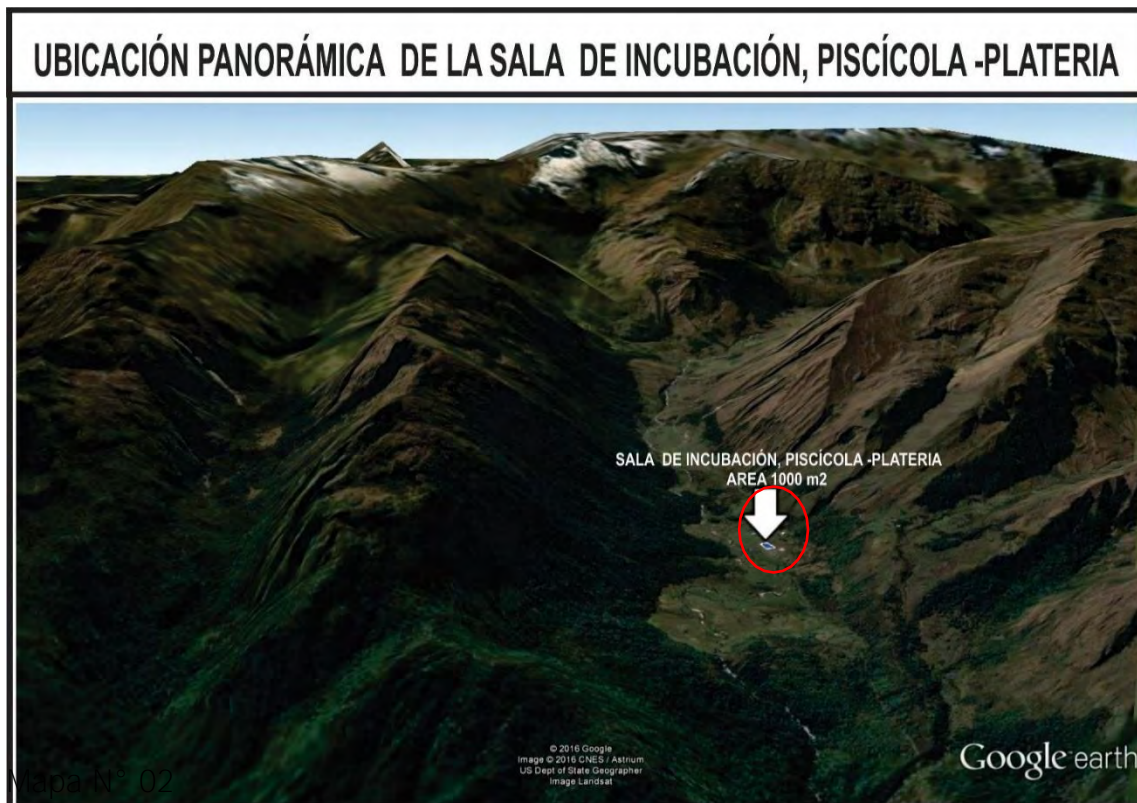 UBICACIÓN PANORÁMICA DE LA SALA DE INCUBACIÓN, PISCÍCOLA -PLATERIA
SALA DE INCUBACIÓN, PISCÍCOLA -PLATERIA
AREA 1000 m2
© 2016 Google
Image © 2016 CNES / Astrium
US Dept of State Geographer
Image Landsat
Google earth
Mapa N° 02